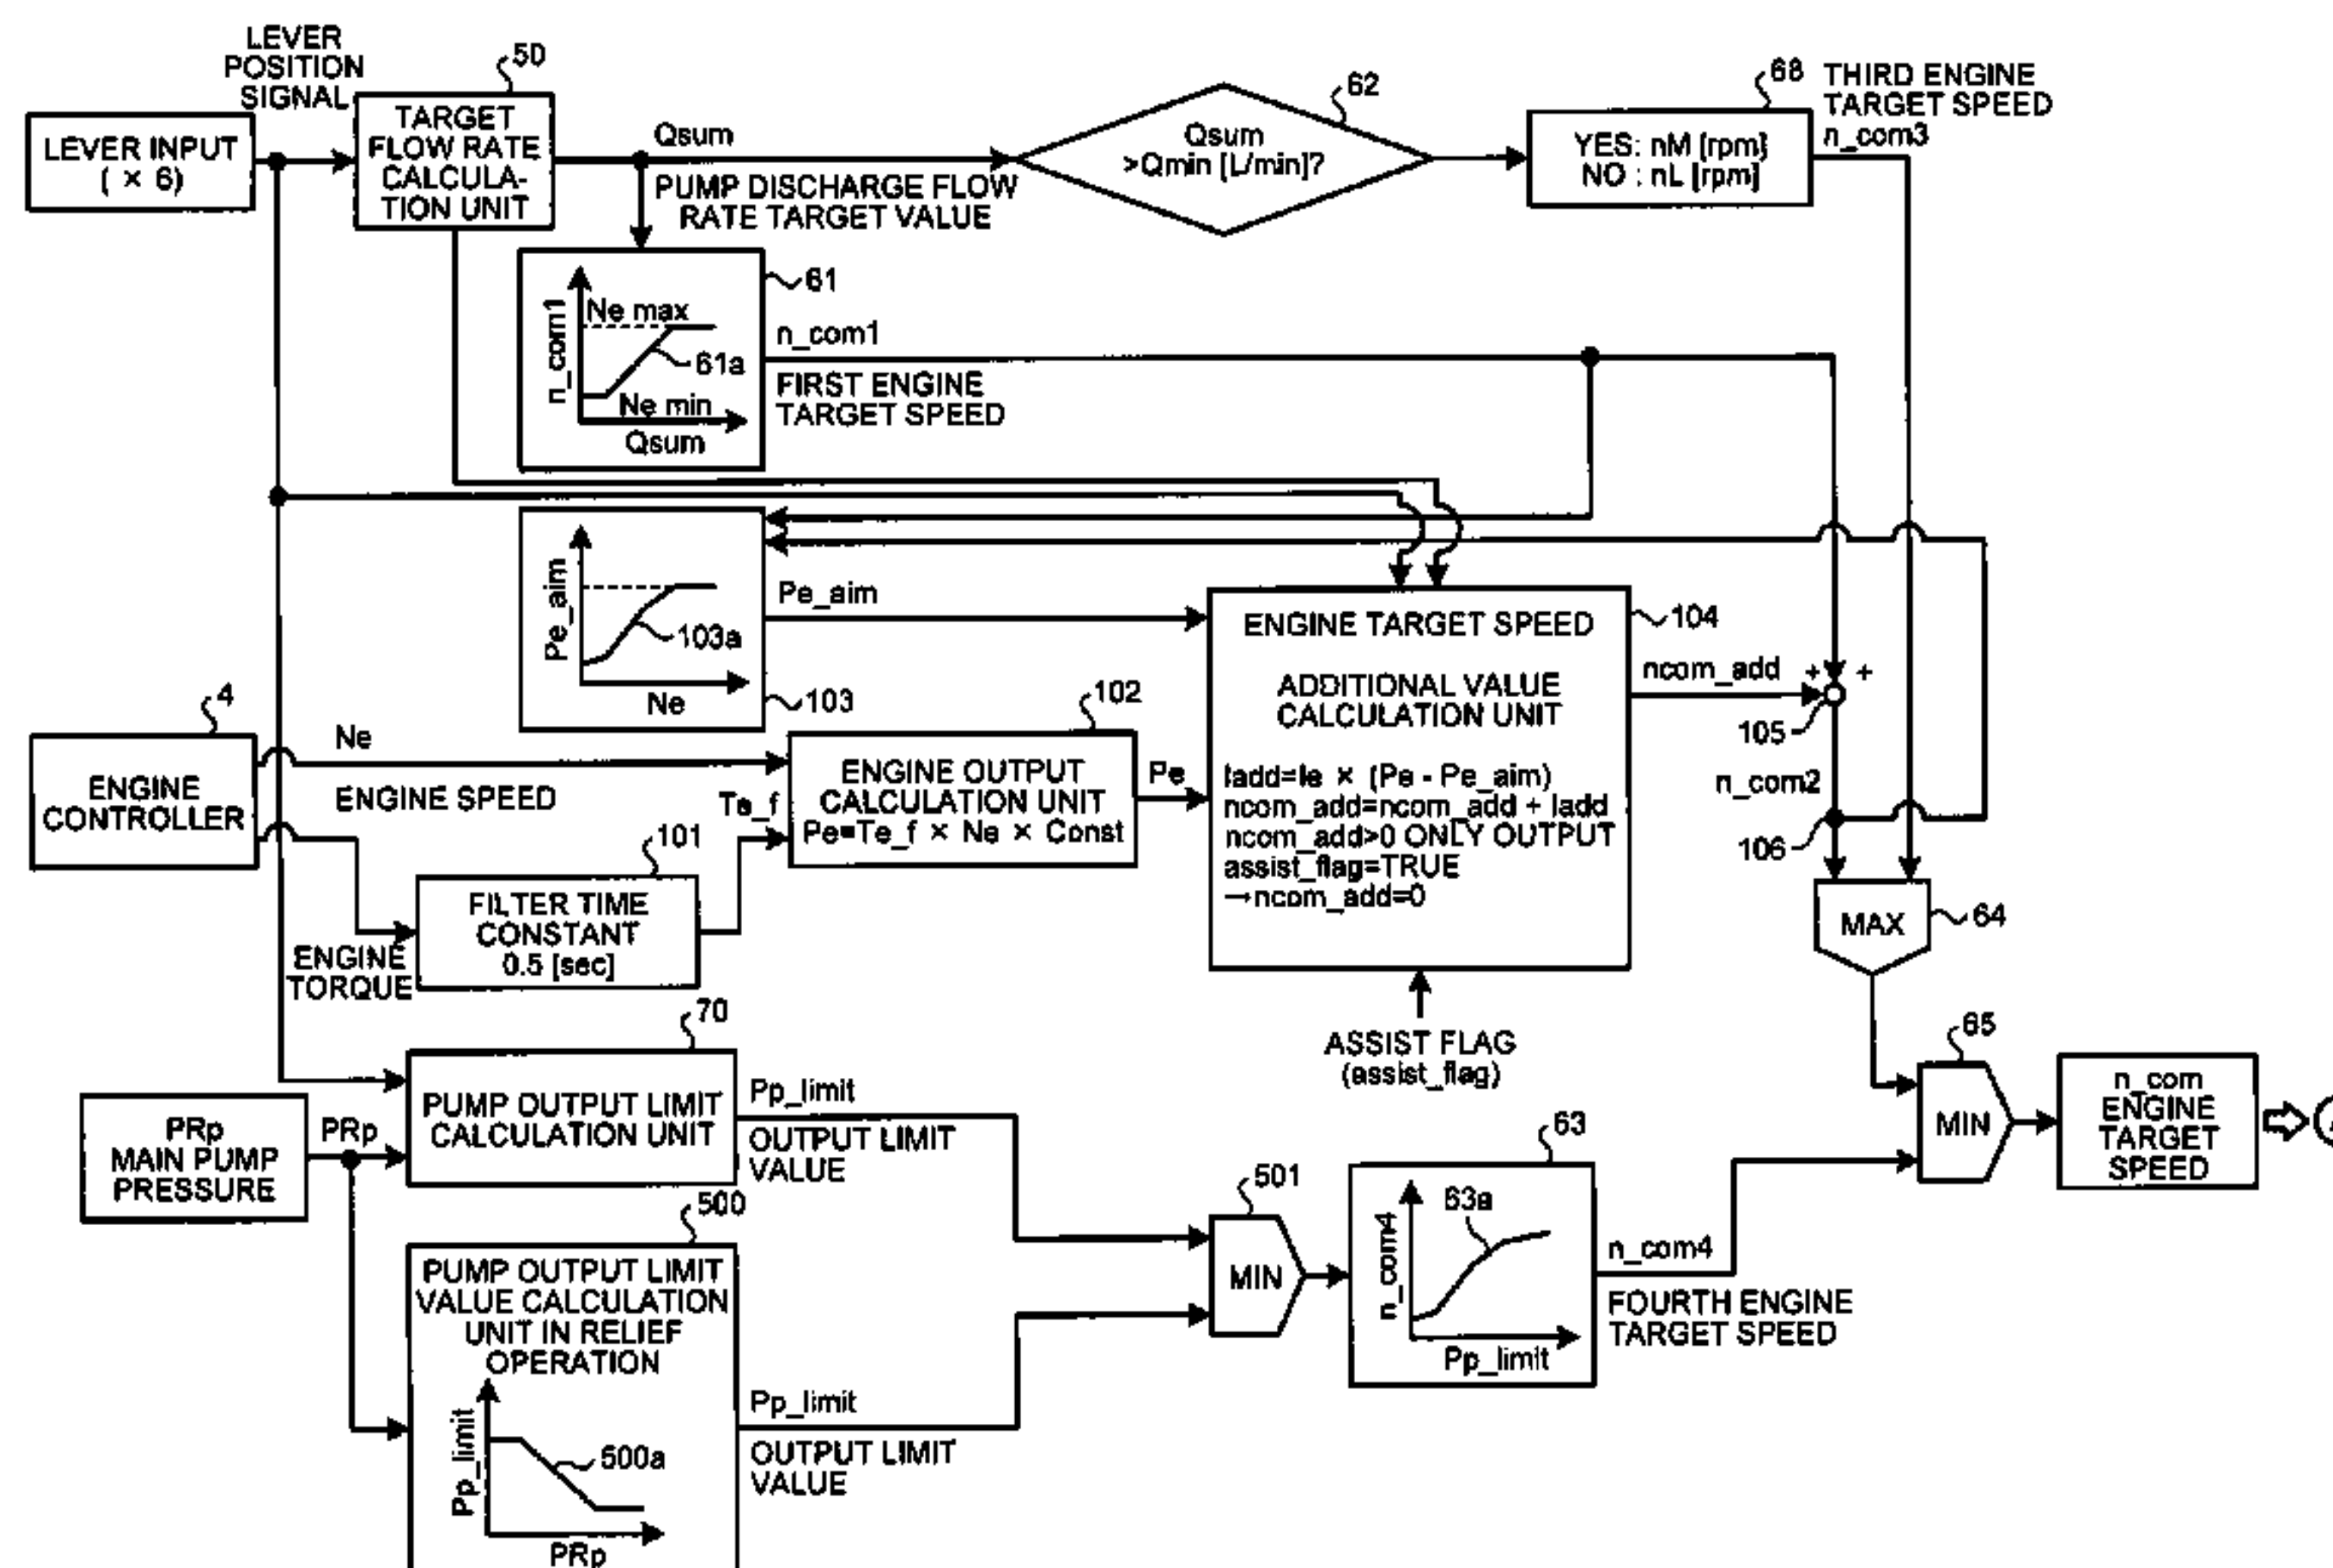 LEVER
POSITION
SIGNAL
50
LEVER INPUT
( × 6)
TARGET
FLOW RATE
CALCULA-
TION UNIT
Qsum
PUMP DISCHARGE FLOW
RATE TARGET VALUE
62
Qsum
>Qmin [L/min]?
68
YES: nM [rpm]
NO : nL [rpm]
THIRD ENGINE
TARGET SPEED
n_com3
61
n_com1
Ne max
61a
Ne min
Qsum
n_com1
FIRST ENGINE
TARGET SPEED
Pe_aim
103a
Ne
103
Pe_aim
4
ENGINE
CONTROLLER
Ne
ENGINE SPEED
ENGINE
TORQUE
101
FILTER TIME
CONSTANT
0.5 [sec]
Te_f
102
ENGINE OUTPUT
CALCULATION UNIT
Pe=Te_f × Ne × Const
Pe
104
ENGINE TARGET SPEED
ADDITIONAL VALUE
CALCULATION UNIT
Iadd=Ie × (Pe - Pe_aim)
ncom_add=ncom_add + Iadd
ncom_add>0 ONLY OUTPUT
assist_flag=TRUE
→ncom_add=0
ASSIST FLAG
(assist_flag)
ncom_add
+ +
105
n_com2
106
MAX
64
70
PUMP OUTPUT LIMIT
CALCULATION UNIT
PRp
MAIN PUMP
PRESSURE
PRp
Pp_limit
OUTPUT LIMIT
VALUE
500
PUMP OUTPUT LIMIT
VALUE CALCULATION
UNIT IN RELIEF
OPERATION
Pp_limit
500a
PRp
Pp_limit
OUTPUT LIMIT
VALUE
501
MIN
63
n_com4
63a
Pp_limit
n_com4
FOURTH ENGINE
TARGET SPEED
65
MIN
n_com
ENGINE
TARGET
SPEED